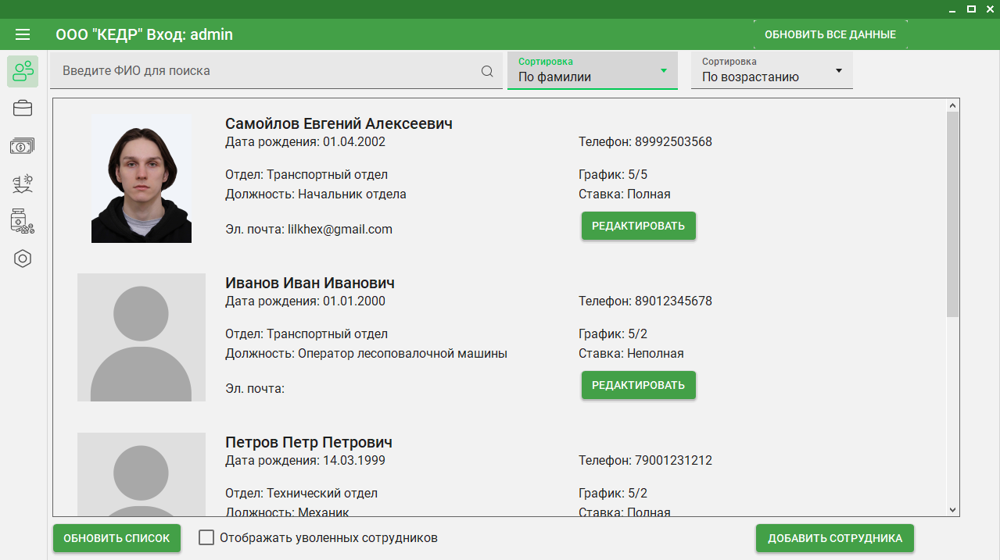 ООО "КЕДР" Вход: admin
ОБНОВИТЬ ВСЕ ДАННЫЕ
Введите ФИО для поиска
Сортировка
По фамилии
Сортировка
По возрастанию
Самойлов Евгений Алексеевич
Дата рождения: 01.04.2002
Телефон: 89992503568
Отдел: Транспортный отдел
График: 5/5
Должность: Начальник отдела
Ставка: Полная
Эл. почта: lilkhex@gmail.com
РЕДАКТИРОВАТЬ
Иванов Иван Иванович
Дата рождения: 01.01.2000
Телефон: 89012345678
Отдел: Транспортный отдел
График: 5/2
Должность: Оператор лесоповалочной машины
Ставка: Неполная
Эл. почта:
РЕДАКТИРОВАТЬ
Петров Петр Петрович
Дата рождения: 14.03.1999
Телефон: 79001231212
Отдел: Технический отдел
График: 5/2
Должность: Механик
Ставка: Полная
ОБНОВИТЬ СПИСОК
Отображать уволенных сотрудников
ДОБАВИТЬ СОТРУДНИКА